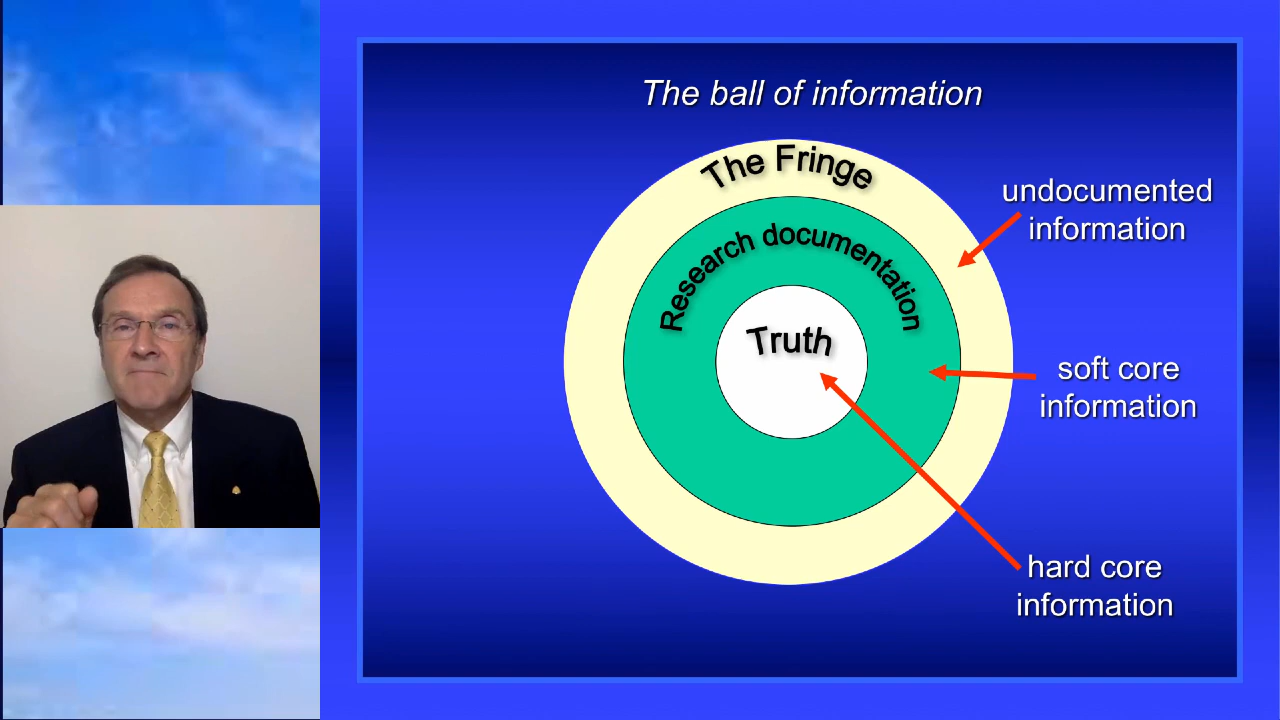 The ball of information
The Fringe
undocumented
information
Research documentation
Truth
soft core
information
hard core
information